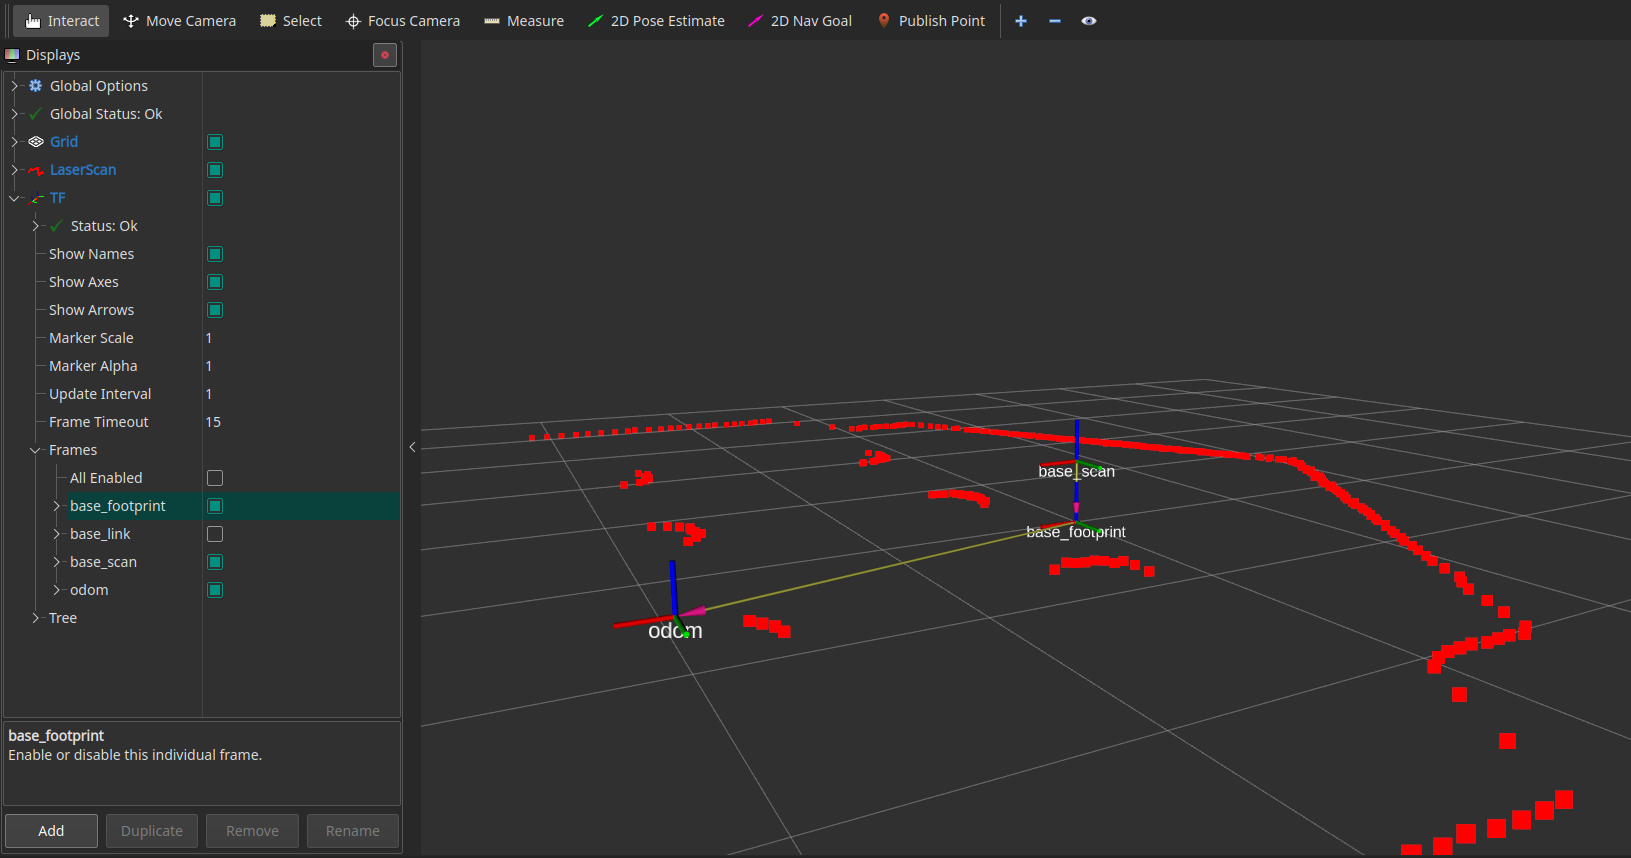 Interact Move Camera Select Focus Camera Measure 2D Pose Estimate 2D Nav Goal Publish Point
Displays
Global Options
Global Status: Ok
Grid
LaserScan
TF
Status: Ok
Show Names
Show Axes
Show Arrows
Marker Scale 1
Marker Alpha 1
Update Interval 1
Frame Timeout 15
Frames
All Enabled
base_footprint
base_link
base_scan
odom
Tree
base_footprint
Enable or disable this individual frame.
Add Duplicate Remove Rename
base_scan
base_footprint
odom